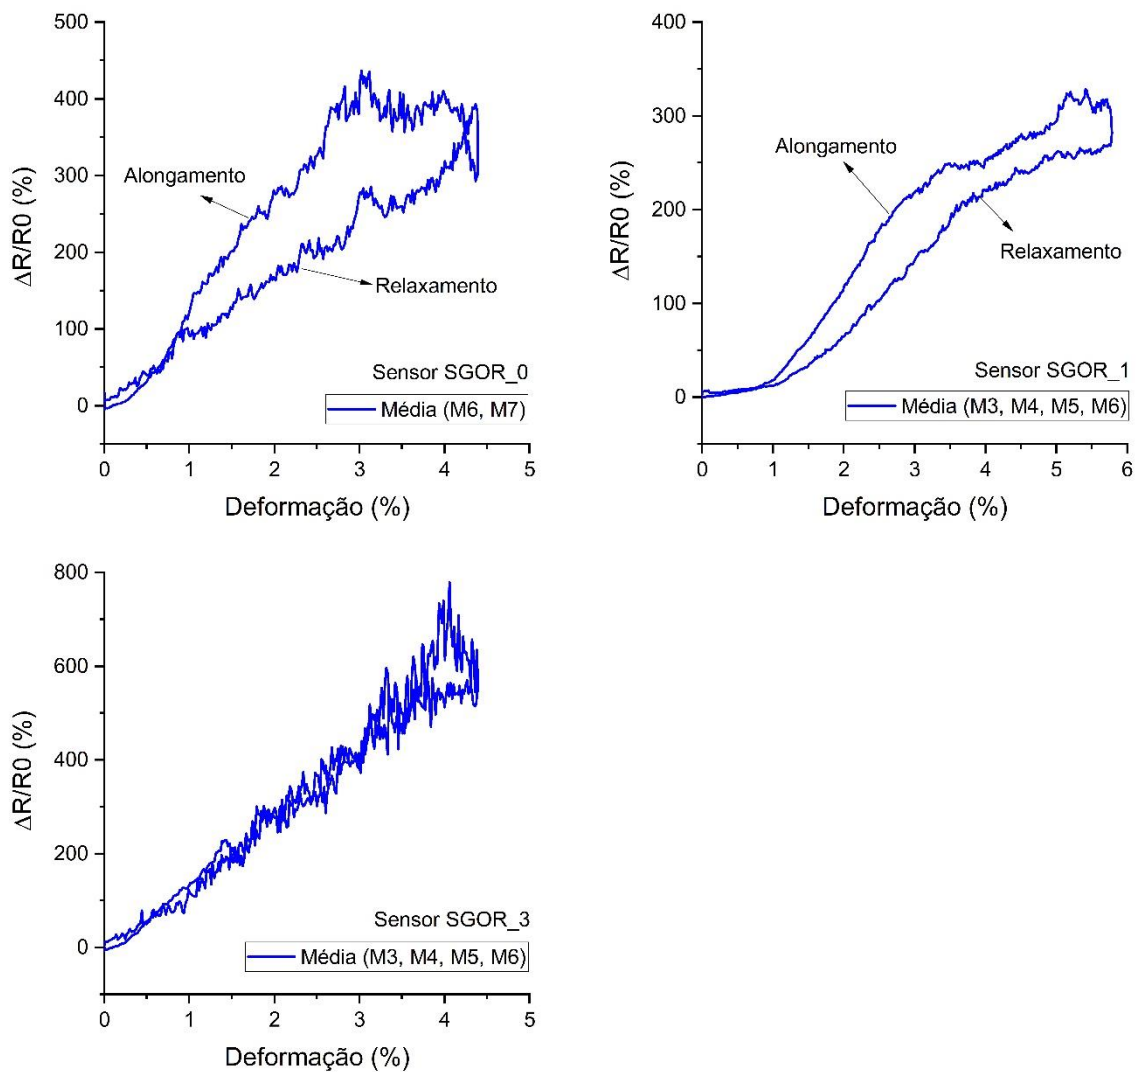 500
400
300
200
100
0
ΔR/R0 (%)
Alongamento
Relaxamento
Sensor SGOR_0
Média (M6, M7)
0 1 2 3 4 5
Deformação (%)
400
300
200
100
0
ΔR/R0 (%)
Alongamento
Relaxamento
Sensor SGOR_1
Média (M3, M4, M5, M6)
0 1 2 3 4 5 6
Deformação (%)
800
600
400
200
0
ΔR/R0 (%)
Sensor SGOR_3
Média (M3, M4, M5, M6)
0 1 2 3 4 5
Deformação (%)